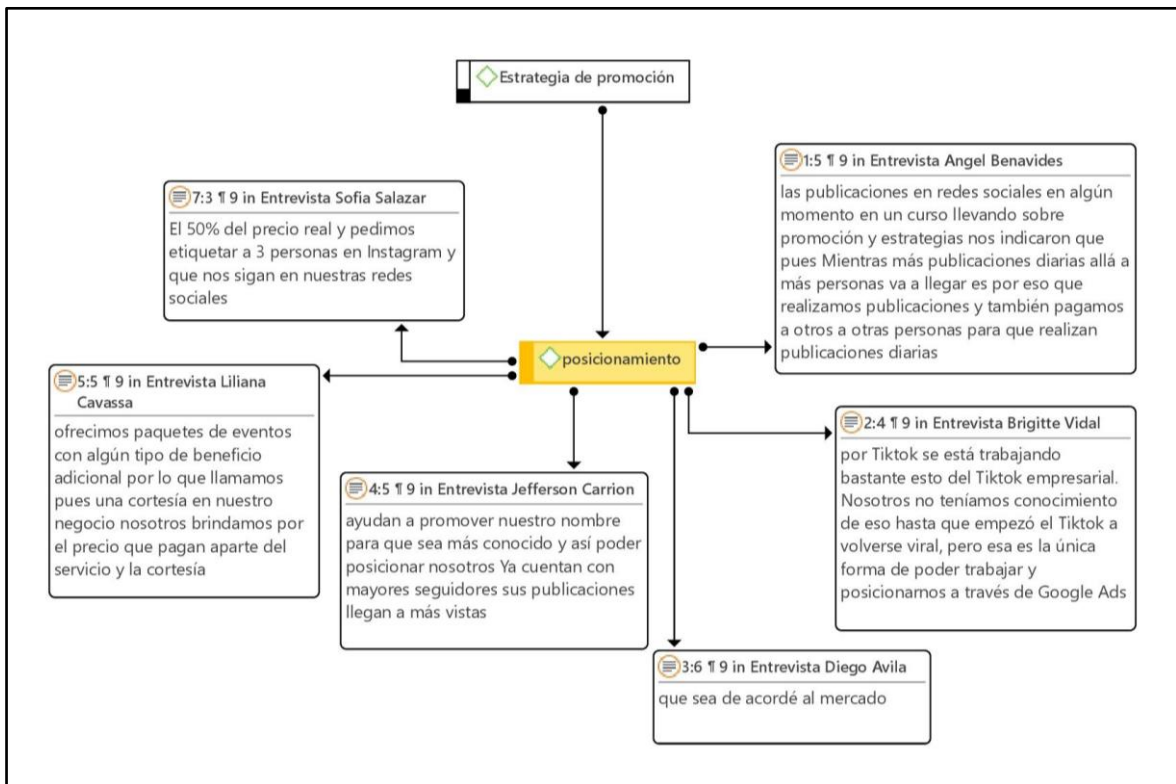 Estrategia de promoción
1:5 ¶ 9 in Entrevista Angel Benavides
las publicaciones en redes sociales en algún
momento en un curso llevando sobre
promoción y estrategias nos indicaron que
pues Mientras más publicaciones diarias allá a
más personas va a llegar es por eso que
realizamos publicaciones y también pagamos
a otros a otras personas para que realizan
publicaciones diarias
7:3 ¶ 9 in Entrevista Sofia Salazar
El 50% del precio real y pedimos
etiquetar a 3 personas en Instagram y
que nos sigan en nuestras redes
sociales
posicionamiento
5:5 ¶ 9 in Entrevista Liliana
Cavassa
ofrecimos paquetes de eventos
con algún tipo de beneficio
adicional por lo que llamamos
pues una cortesía en nuestro
negocio nosotros brindamos por
el precio que pagan aparte del
servicio y la cortesía
2:4 ¶ 9 in Entrevista Brigitte Vidal
por Tiktok se está trabajando
bastante esto del Tiktok empresarial.
Nosotros no teníamos conocimiento
de eso hasta que empezó el Tiktok a
volverse viral, pero esa es la única
forma de poder trabajar y
posicionarnos a través de Google Ads
4:5 ¶ 9 in Entrevista Jefferson Carrion
ayudan a promover nuestro nombre
para que sea más conocido y así poder
posicionar nosotros Ya cuentan con
mayores seguidores sus publicaciones
llegan a más vistas
3:6 ¶ 9 in Entrevista Diego Avila
que sea de acordé al mercado